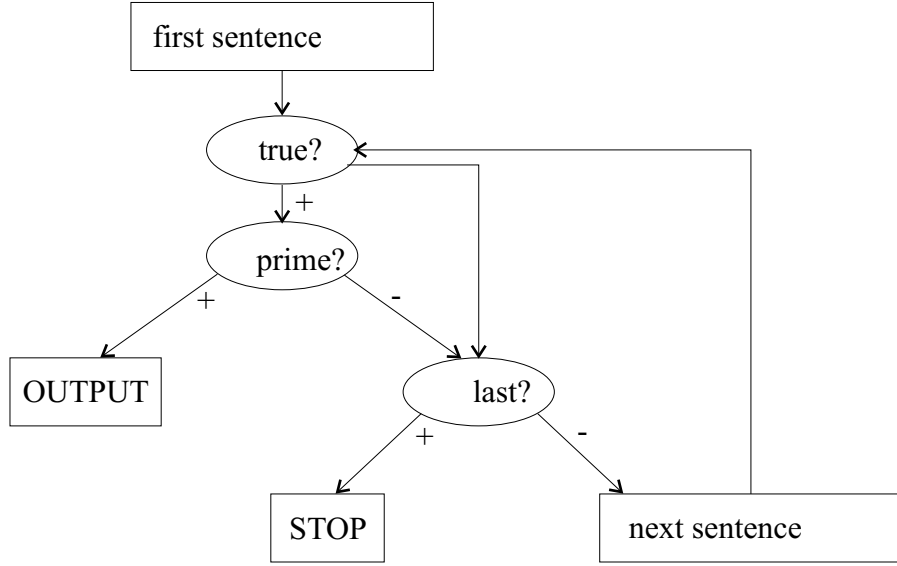 first sentence
true?
+
prime?
+
-
OUTPUT
last?
+
-
STOP
next sentence